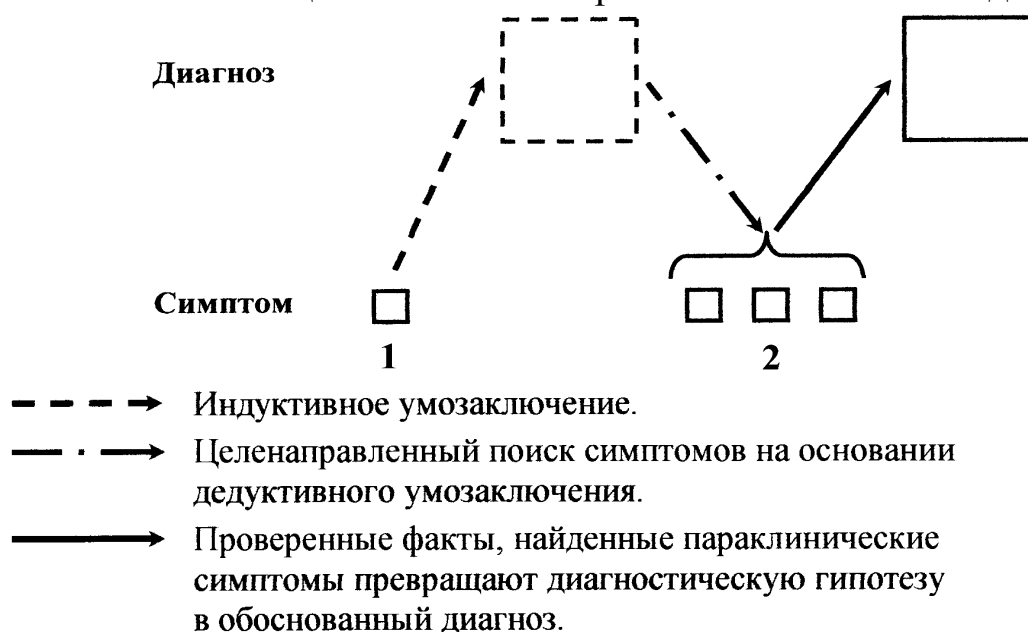 Диагноз
Симптом
1
2
Индуктивное умозаключение.
Целенаправленный поиск симптомов на основании
дедуктивного умозаключения.
Проверенные факты, найденные параклинические
симптомы превращают диагностическую гипотезу
в обоснованный диагноз.